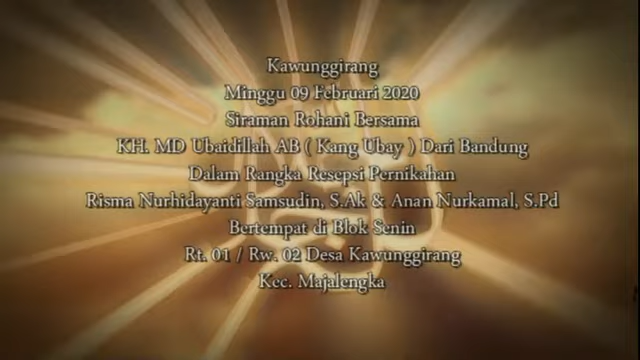 Kawunggirang
Minggu 09 Februari 2020
Siraman Rohani Bersama
KH. MD Ubaidillah AB ( Kang Ubay ) Dari Bandung
Dalam Rangka Resepsi Pernikahan
Risma Nurhidayanti Samsudin, S.Ak & Anan Nurkamal, S.Pd
Bertempat di Blok Senin
Rt. 01 / Rw. 02 Desa Kawunggirang
Kec. Majalengka